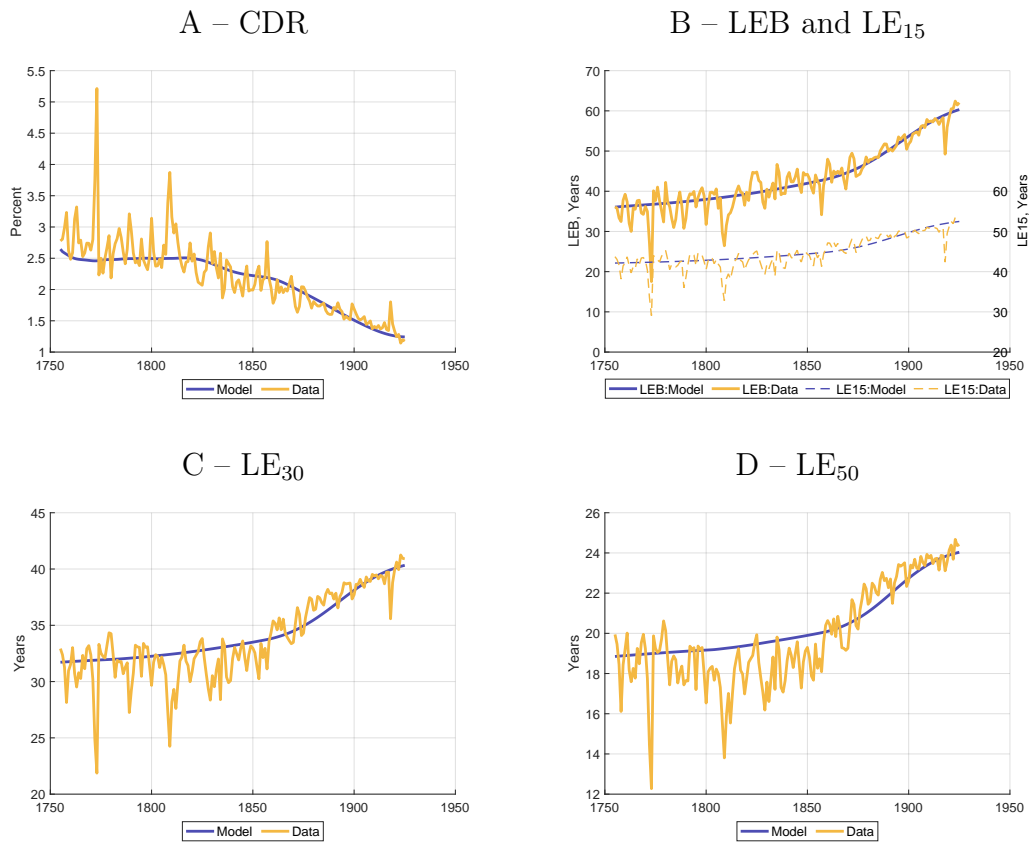 A – CDR
5.5
5
4.5
4
3.5
3
2.5
2
1.5
1
Percent
1750 1800 1850 1900 1950
Model Data
B – LEB and LE15
70
60
50
40
30
20
10
0
LEB, Years
60
50
40
30
20
LE15, Years
1750 1800 1850 1900 1950
LEB:Model LEB:Data LE15:Model LE15:Data
C – LE30
45
40
35
30
25
20
Years
1750 1800 1850 1900 1950
Model Data
D – LE50
26
24
22
20
18
16
14
12
Years
1750 1800 1850 1900 1950
Model Data